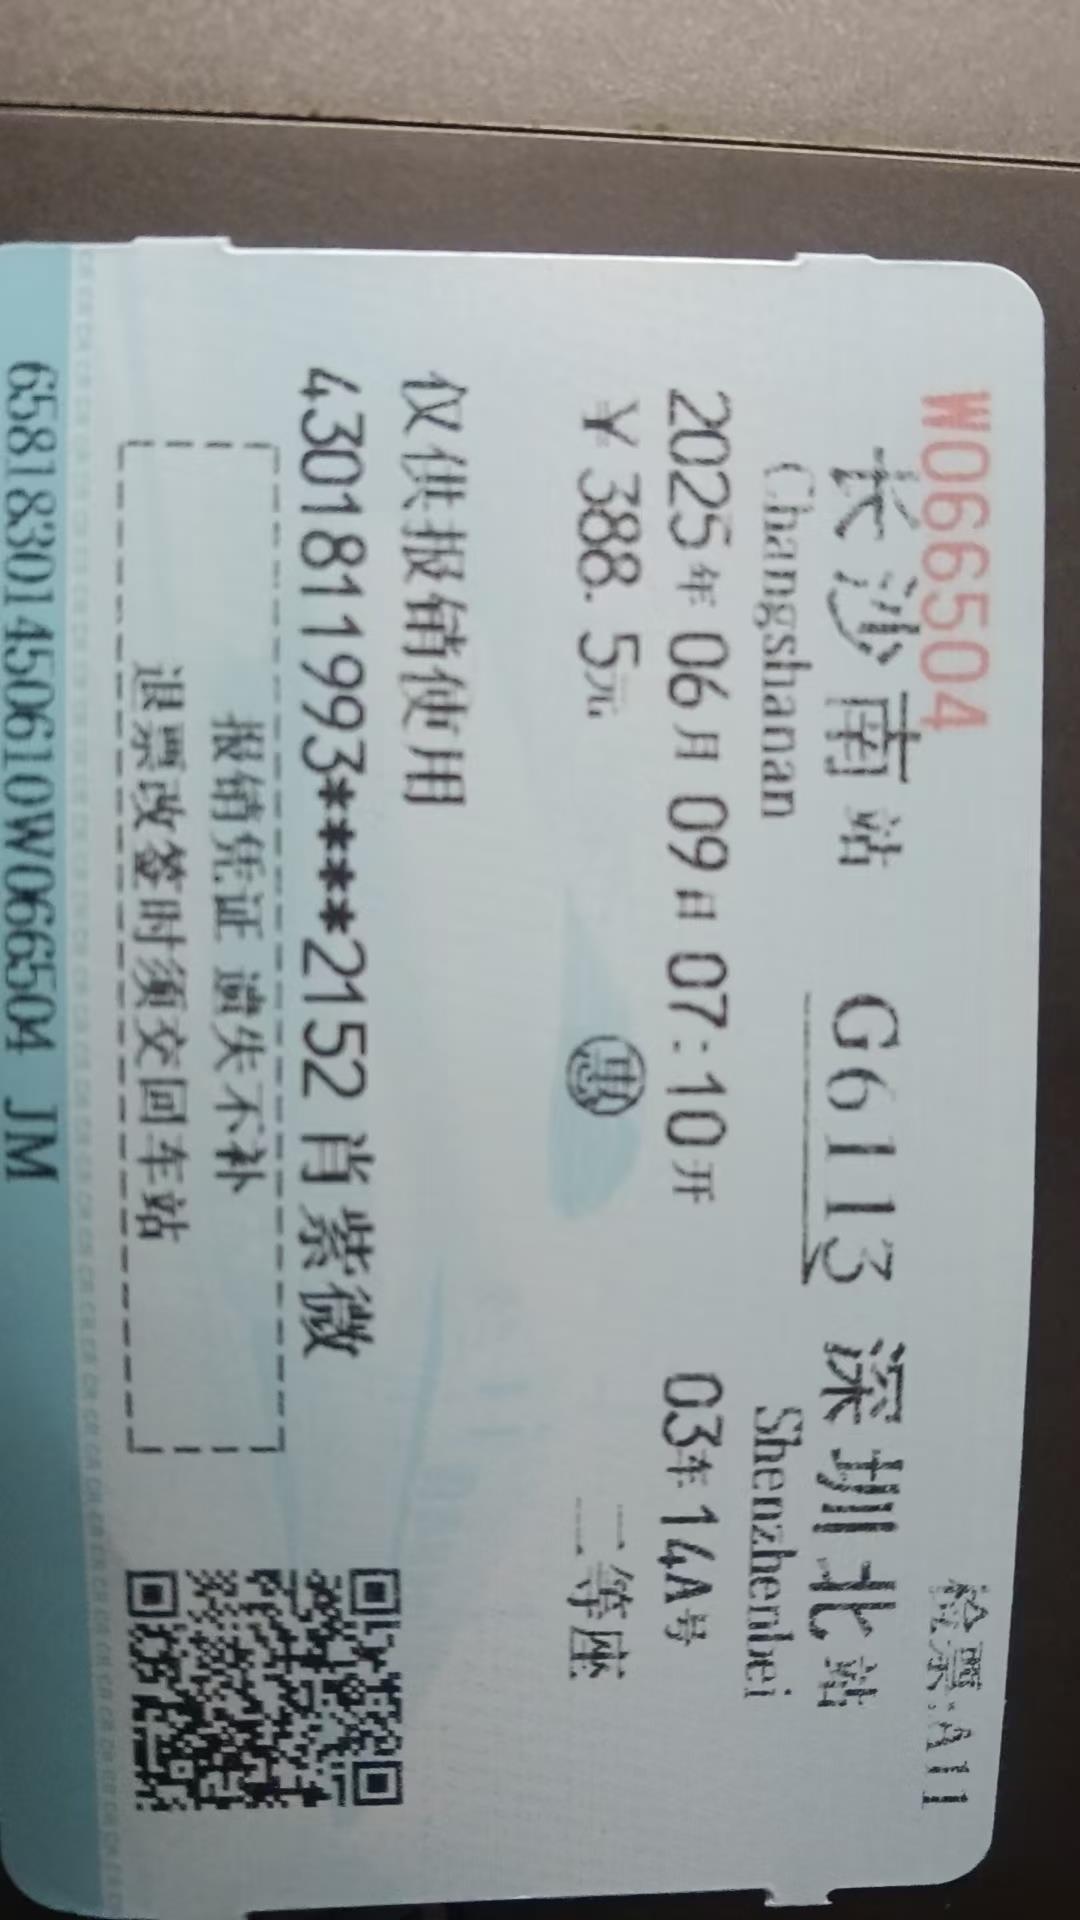 W066504 检票:A11
长沙南站 G6113 深圳北站
Changshanan Shenzhenbei
2025年06月09日07:10开 03车14A号
￥388.5元 惠 二等座
仅供报销使用
4301811993****2152 肖紫微
报销凭证 遗失不补
退票改签时须交回车站
65818301450610W066504 JM